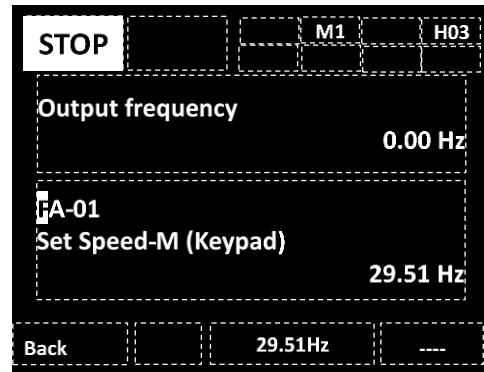 STOP
M1
H03
Output frequency
0.00 Hz
FA-01
Set Speed-M (Keypad)
29.51 Hz
Back
29.51Hz
----